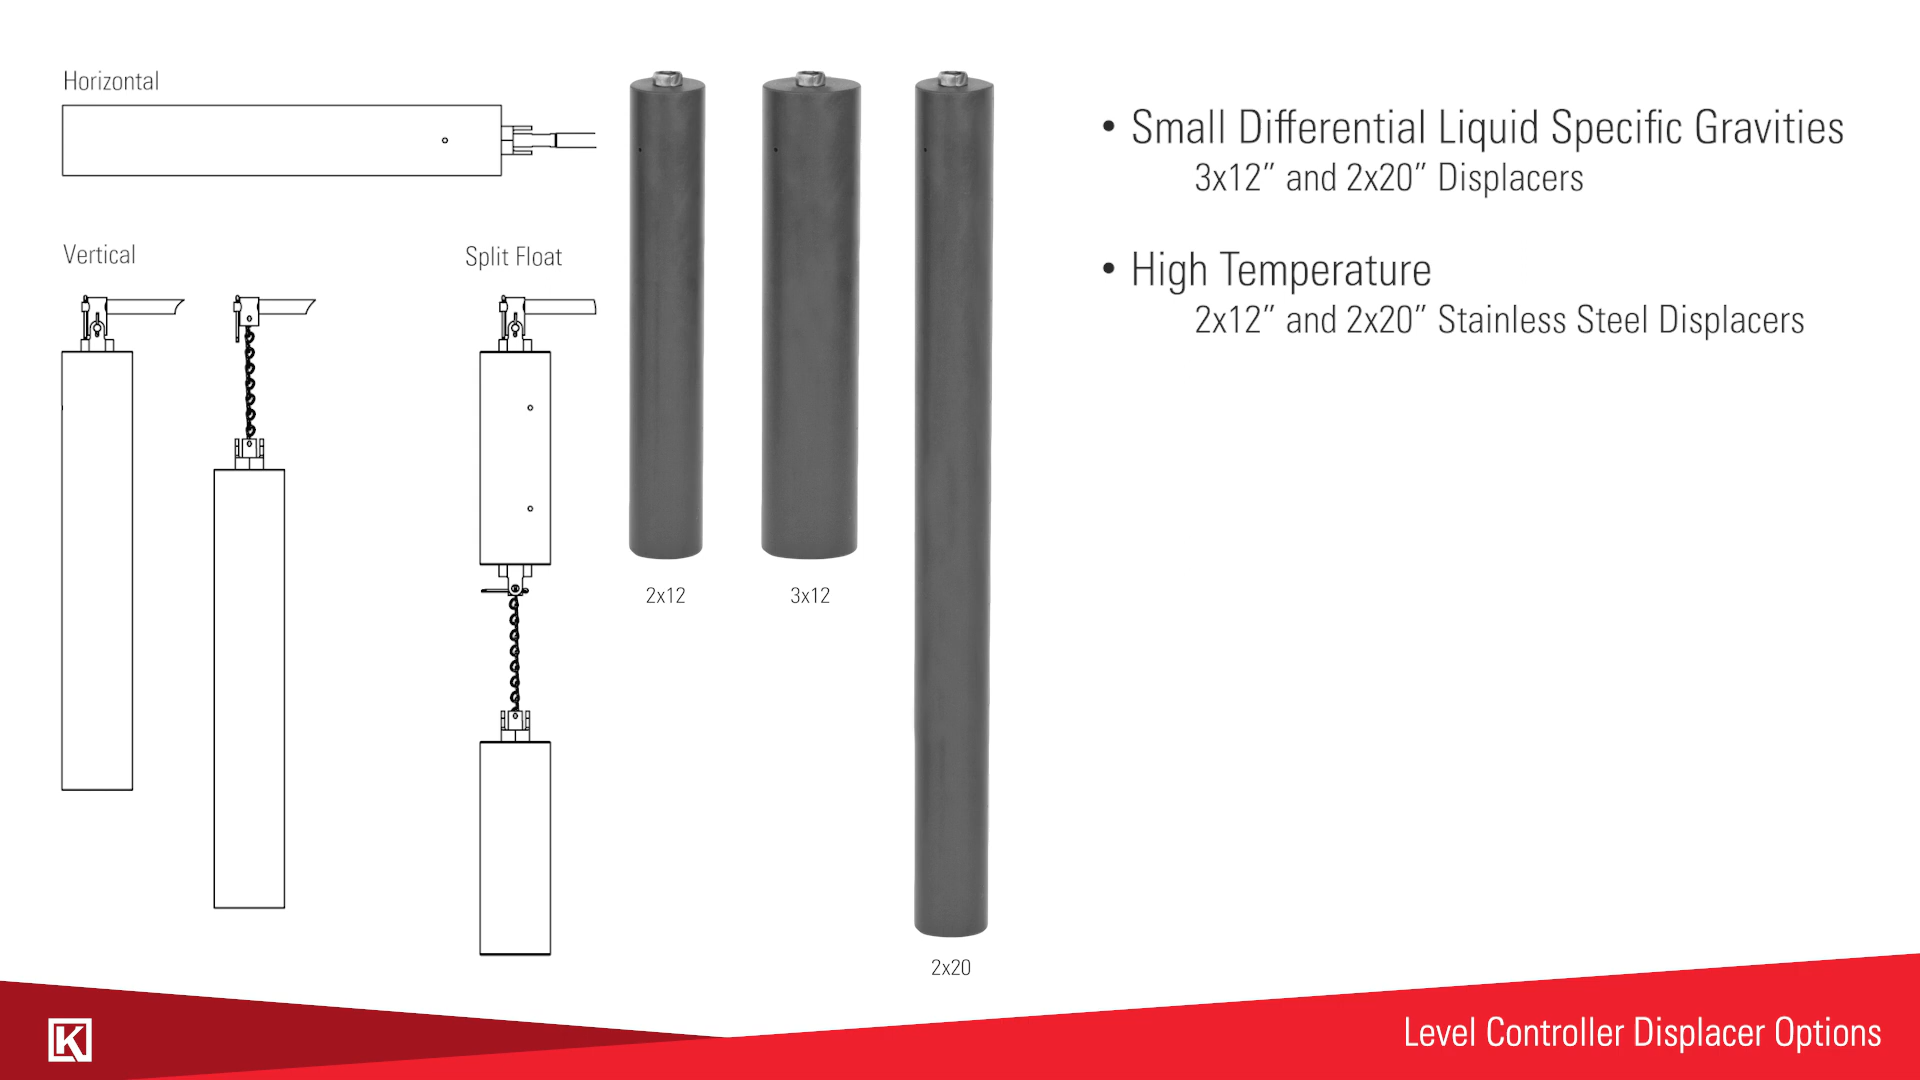 Horizontal
Vertical
Split Float
2x12
3x12
2x20
• Small Differential Liquid Specific Gravities
3x12” and 2x20” Displacers
• High Temperature
2x12” and 2x20” Stainless Steel Displacers
K
Level Controller Displacer Options